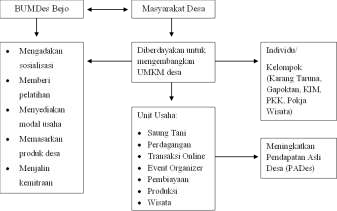 BUMDes Bejo
Masyarakat Desa
Mengadakan
sosialisasi
Memberi
pelatihan
Menyediakan
modal usaha
Memasarkan
produk desa
Menjalin
kemitraan
Diberdayakan untuk
mengembangkan
UMKM desa
Individu/
Kelompok
(Karang Taruna,
Gapoktan, KIM,
PKK, Pokja
Wisata)
Unit Usaha:
Saung Tani
Perdagangan
Transaksi Online
Event Organizer
Pembiayaan
Produksi
Wisata
Meningkatkan
Pendapatan Asli
Desa (PADes)